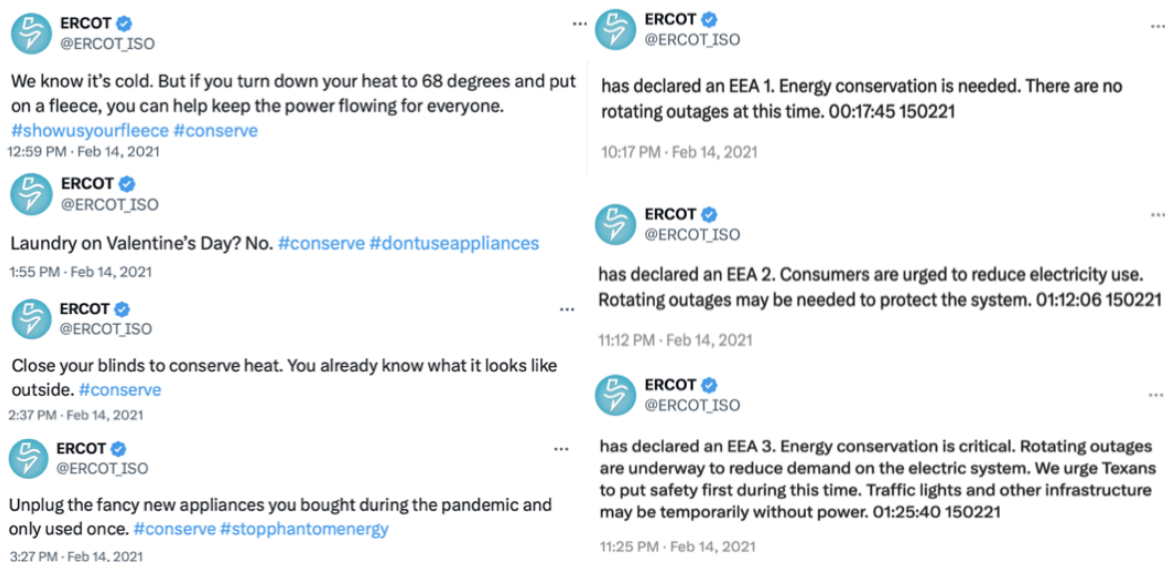 ERCOT
@ERCOT_ISO
We know it's cold. But if you turn down your heat to 68 degrees and put
on a fleece, you can help keep the power flowing for everyone.
#showusyourfleece #conserve
12:59 PM · Feb 14, 2021
ERCOT
@ERCOT_ISO
Laundry on Valentine's Day? No. #conserve #dontuseappliances
1:55 PM · Feb 14, 2021
ERCOT
@ERCOT_ISO
Close your blinds to conserve heat. You already know what it looks like
outside. #conserve
2:37 PM · Feb 14, 2021
ERCOT
@ERCOT_ISO
Unplug the fancy new appliances you bought during the pandemic and
only used once. #conserve #stopphantomenergy
3:27 PM · Feb 14, 2021
ERCOT
@ERCOT_ISO
has declared an EEA 1. Energy conservation is needed. There are no
rotating outages at this time. 00:17:45 150221
10:17 PM · Feb 14, 2021
ERCOT
@ERCOT_ISO
has declared an EEA 2. Consumers are urged to reduce electricity use.
Rotating outages may be needed to protect the system. 01:12:06 150221
11:12 PM · Feb 14, 2021
ERCOT
@ERCOT_ISO
has declared an EEA 3. Energy conservation is critical. Rotating outages
are underway to reduce demand on the electric system. We urge Texans
to put safety first during this time. Traffic lights and other infrastructure
may be temporarily without power. 01:25:40 150221
11:25 PM · Feb 14, 2021